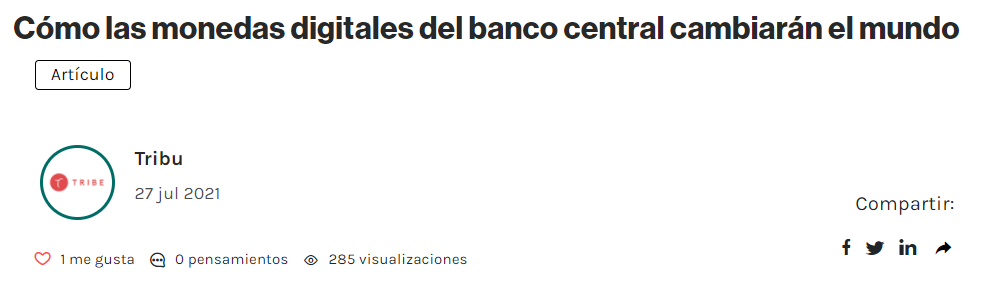 Cómo las monedas digitales del banco central cambiarán el mundo
Artículo
TRIBE
Tribu
27 jul 2021
Compartir:
1 me gusta 0 pensamientos 285 visualizaciones